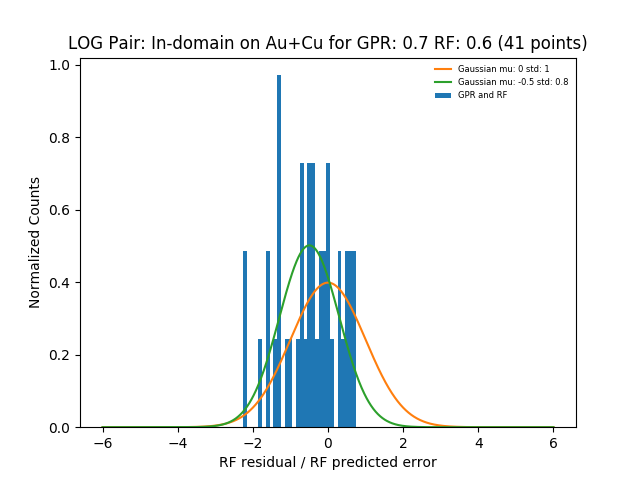 LOG Pair: In-domain on Au+Cu for GPR: 0.7 RF: 0.6 (41 points)
Gaussian mu: 0 std: 1
Gaussian mu: -0.5 std: 0.8
GPR and RF
1.0
0.8
0.6
0.4
0.2
0.0
Normalized Counts
−6 −4 −2 0 2 4 6
RF residual / RF predicted error